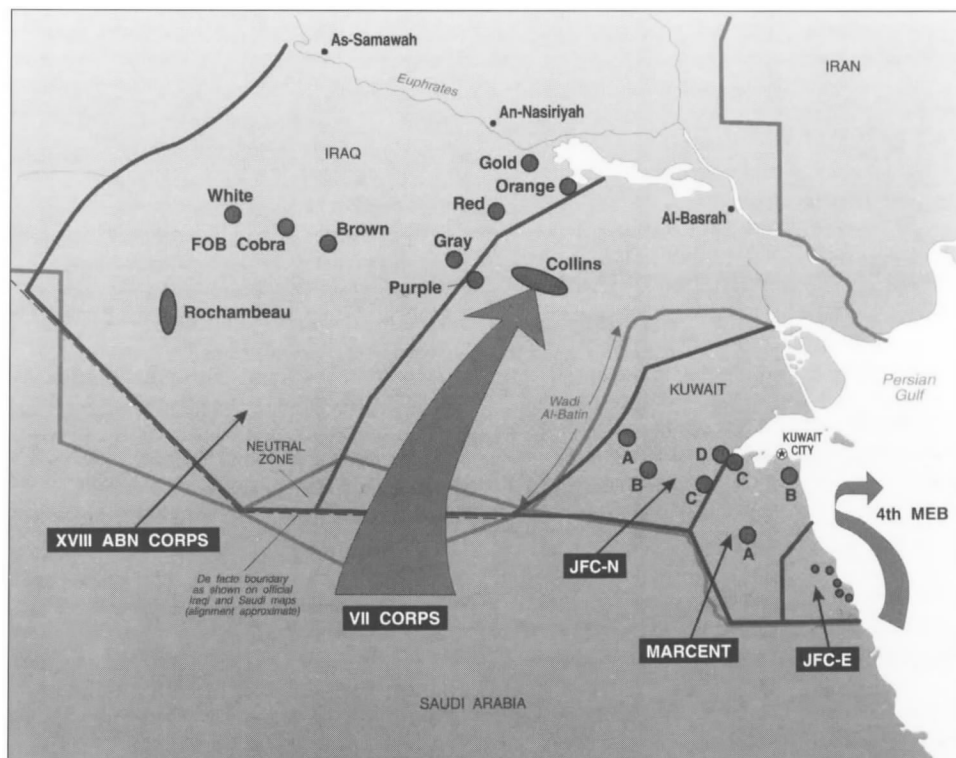 As-Samawah
IRAN
Euphrates
An-Nasiriyah
IRAQ
Gold
Orange
White
Red
Al-Basrah
FOB Cobra
Brown
Gray
Collins
Purple
Rochambeau
KUWAIT
Persian
Gulf
Wadi
Al-Batin
NEUTRAL
ZONE
KUWAIT
CITY
A
D
C
B
C
B
4th MEB
XVIII ABN CORPS
A
JFC-N
De facto boundary
as shown on official
Iraqi and Saudi maps
(alignment approximate)
VII CORPS
MARCENT
JFC-E
SAUDI ARABIA